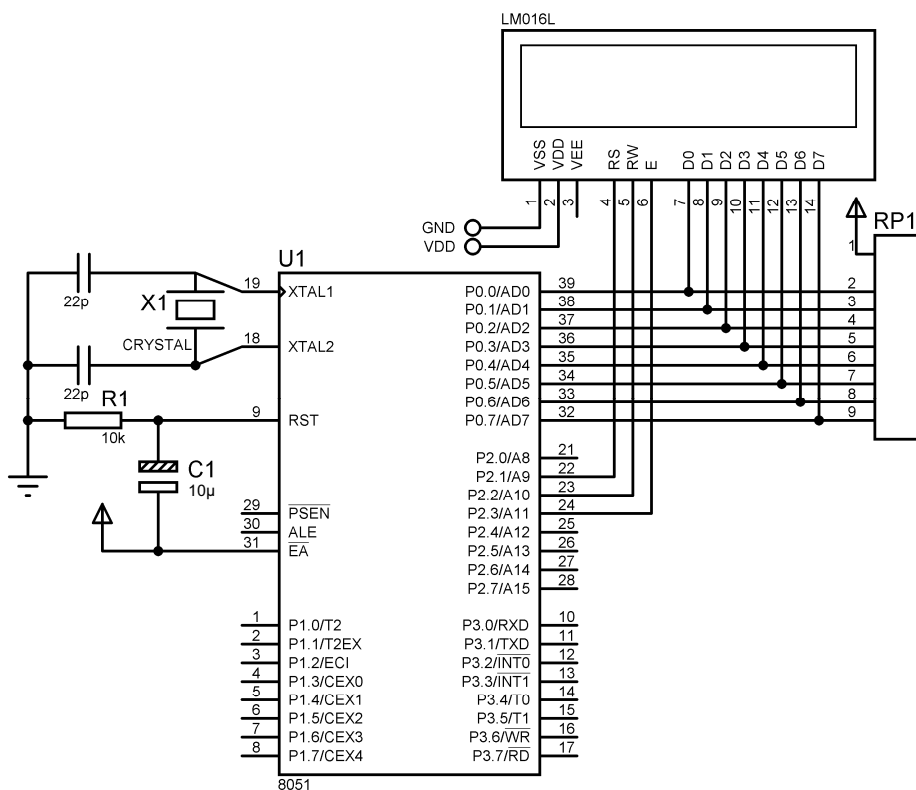 LM016L
VSS VDD VEE RS RW E D0 D1 D2 D3 D4 D5 D6 D7
1 2 3 4 5 6 7 8 9 10 11 12 13 14
GND
VDD
RP1
1
2
3
4
5
6
7
8
9
U1
22p
X1
CRYSTAL
22p
R1
10k
C1
10µ
19 XTAL1
18 XTAL2
9 RST
29 PSEN
30 ALE
31 EA
1 P1.0/T2
2 P1.1/T2EX
3 P1.2/ECI
4 P1.3/CEX0
5 P1.4/CEX1
6 P1.5/CEX2
7 P1.6/CEX3
8 P1.7/CEX4
P0.0/AD0 39
P0.1/AD1 38
P0.2/AD2 37
P0.3/AD3 36
P0.4/AD4 35
P0.5/AD5 34
P0.6/AD6 33
P0.7/AD7 32
P2.0/A8 21
P2.1/A9 22
P2.2/A10 23
P2.3/A11 24
P2.4/A12 25
P2.5/A13 26
P2.6/A14 27
P2.7/A15 28
P3.0/RXD 10
P3.1/TXD 11
P3.2/INT0 12
P3.3/INT1 13
P3.4/T0 14
P3.5/T1 15
P3.6/WR 16
P3.7/RD 17
8051